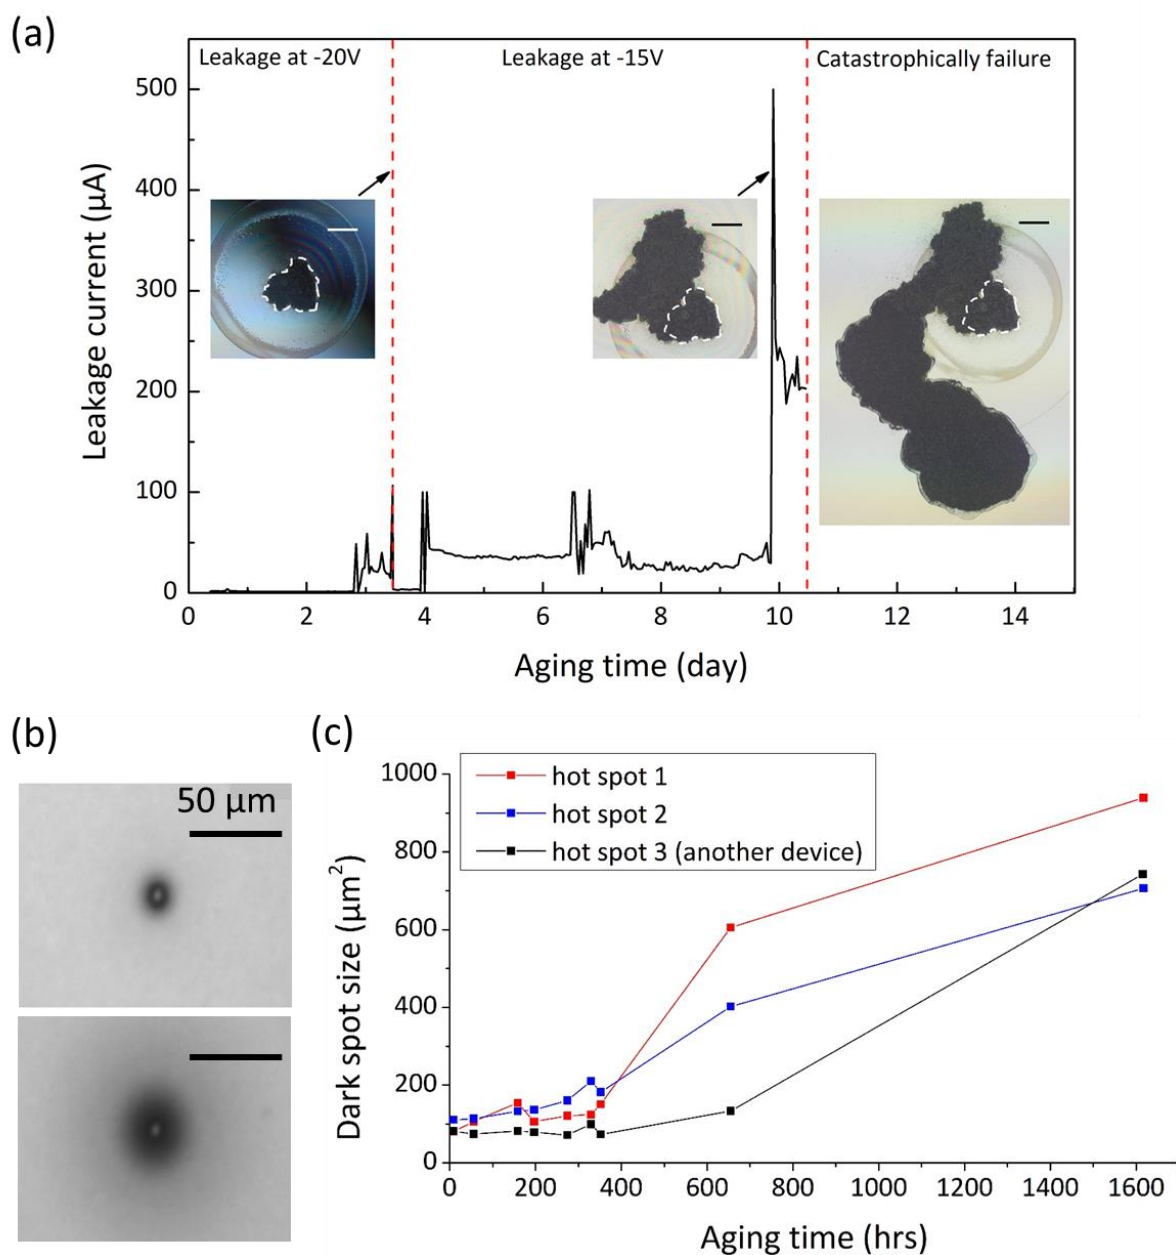 (a)
Leakage at -20V
Leakage at -15V
Catastrophically failure
500
400
300
200
100
0
0 2 4 6 8 10 12 14
Leakage current (µA)
Aging time (day)
(b)
50 µm
(c)
hot spot 1
hot spot 2
hot spot 3 (another device)
1000
800
600
400
200
0
0 200 400 600 800 1000 1200 1400 1600
Dark spot size (µm²)
Aging time (hrs)